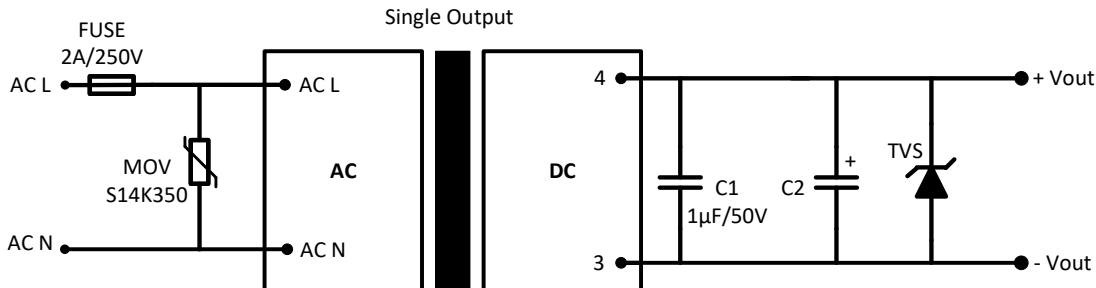 Single Output
FUSE
2A/250V
AC L
AC L
4
+ Vout
MOV
S14K350
AC
DC
C1
1µF/50V
C2
+
TVS
AC N
AC N
3
- Vout